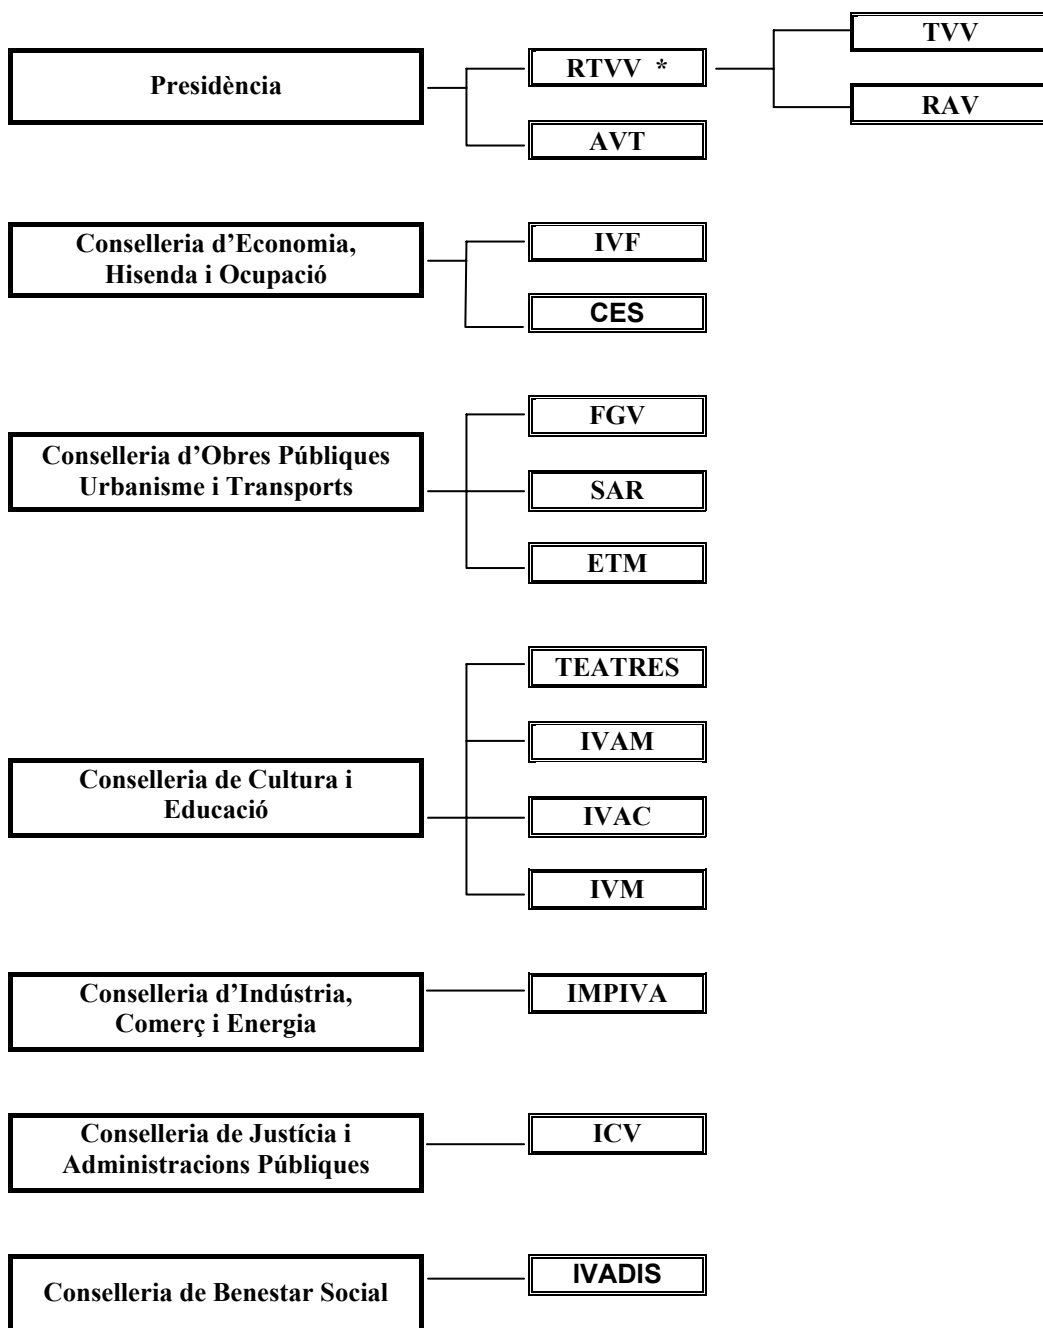 Presidència
RTVV *
TVV
RAV
AVT
Conselleria d’Economia,
Hisenda i Ocupació
IVF
CES
Conselleria d’Obres Públiques
Urbanisme i Transports
FGV
SAR
ETM
Conselleria de Cultura i
Educació
TEATRES
IVAM
IVAC
IVM
Conselleria d’Indústria,
Comerç i Energia
IMPIVA
Conselleria de Justícia i
Administracions Públiques
ICV
Conselleria de Benestar Social
IVADIS